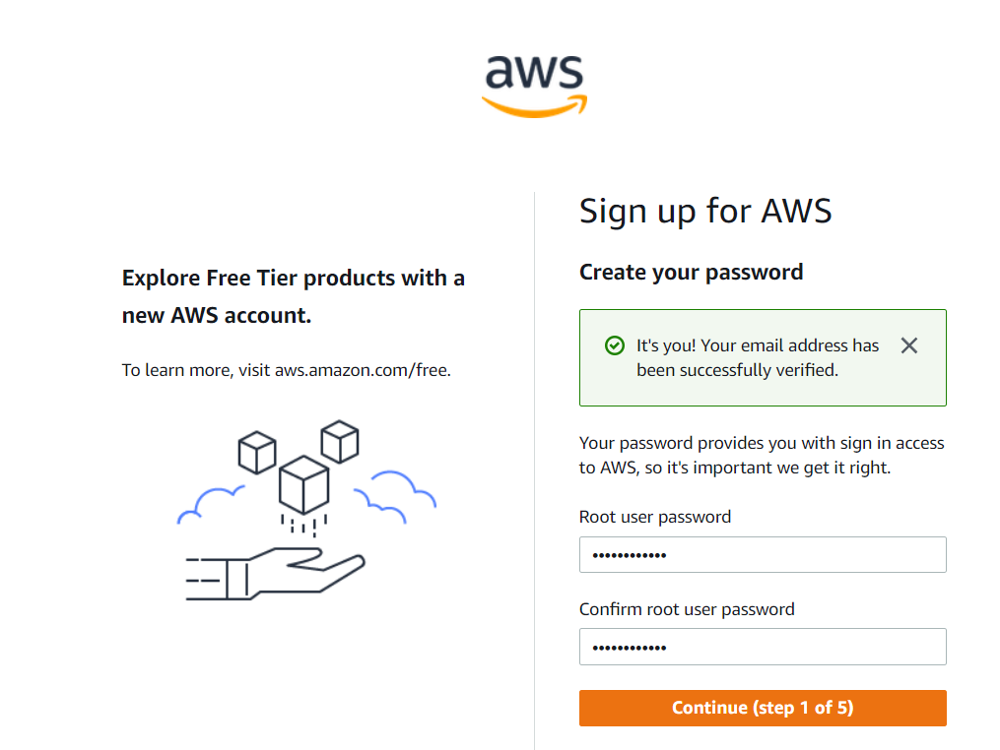 aws
Explore Free Tier products with a
new AWS account.
To learn more, visit aws.amazon.com/free.
Sign up for AWS
Create your password
It's you! Your email address has
been successfully verified.
Your password provides you with sign in access
to AWS, so it's important we get it right.
Root user password
••••••••••••
Confirm root user password
••••••••••••
Continue (step 1 of 5)